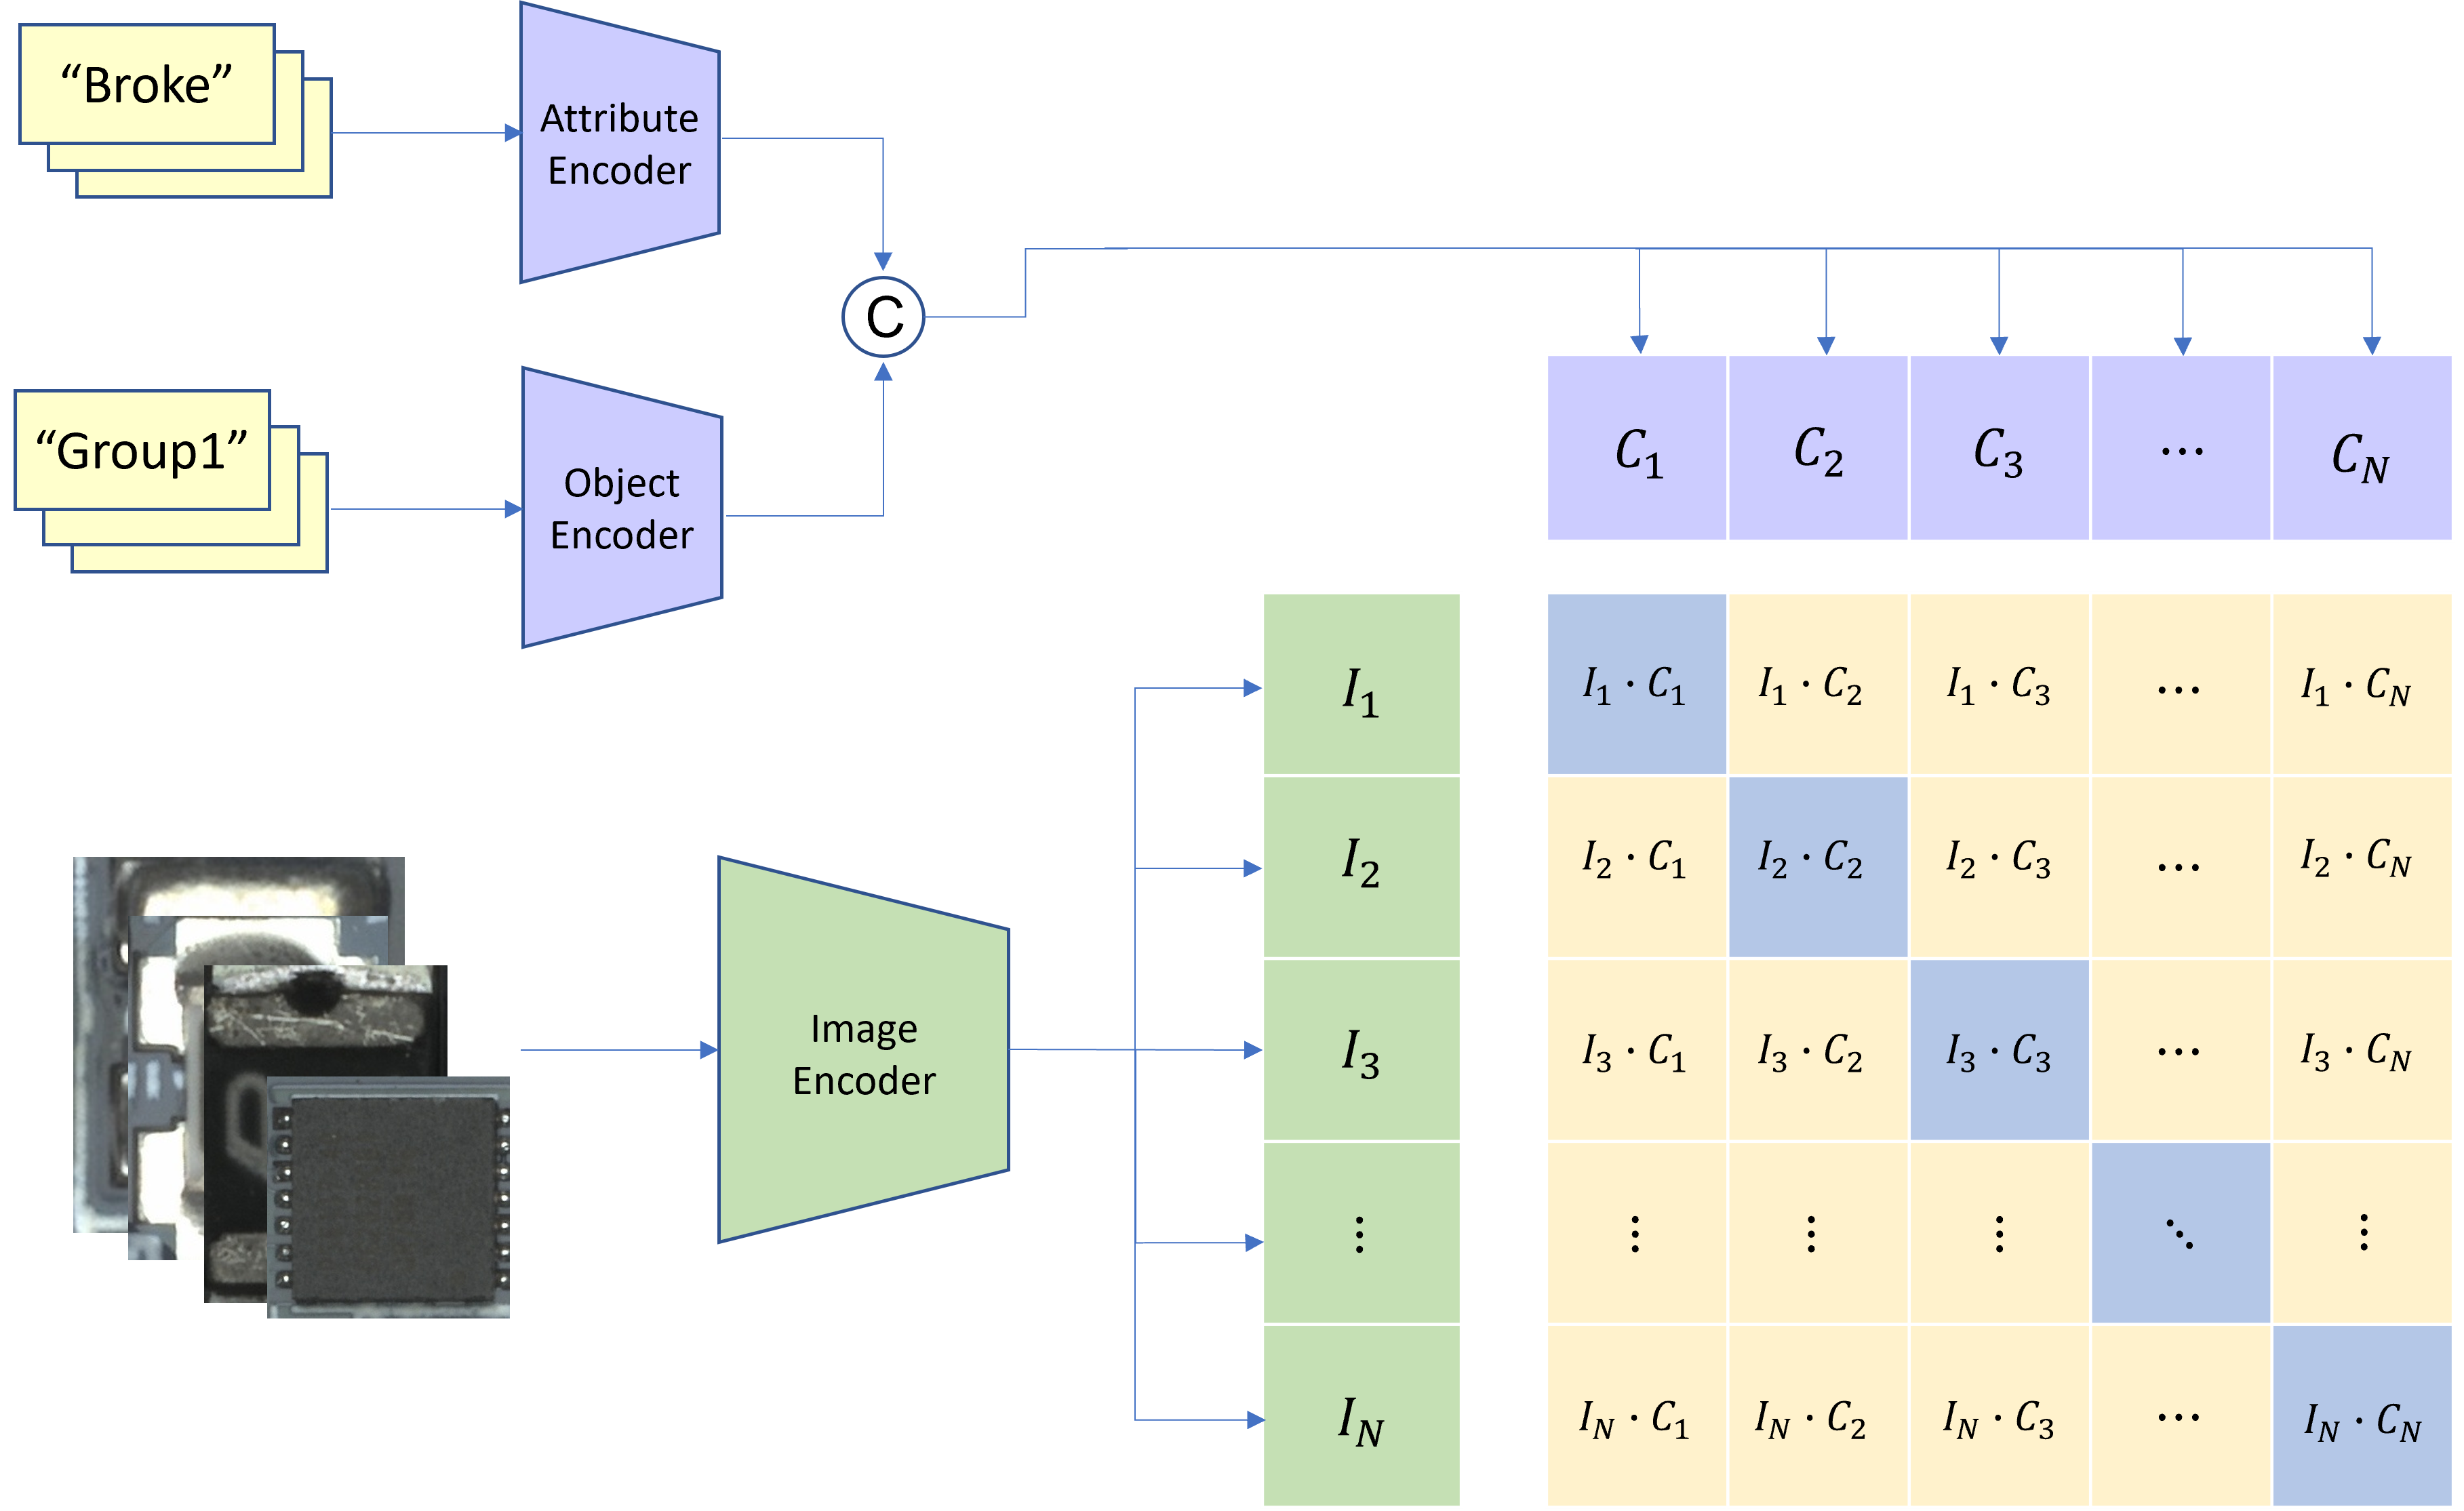 “Broke”
Attribute
Encoder
C
“Group1”
Object
Encoder
C₁ C₂ C₃ ⋯ C_N
I₁ I₁ · C₁ I₁ · C₂ I₁ · C₃ ⋯ I₁ · C_N
I₂ I₂ · C₁ I₂ · C₂ I₂ · C₃ ⋯ I₂ · C_N
Image
Encoder
I₃ I₃ · C₁ I₃ · C₂ I₃ · C₃ ⋯ I₃ · C_N
⋮ ⋮ ⋮ ⋮ ⋱ ⋮
I_N I_N · C₁ I_N · C₂ I_N · C₃ ⋯ I_N · C_N